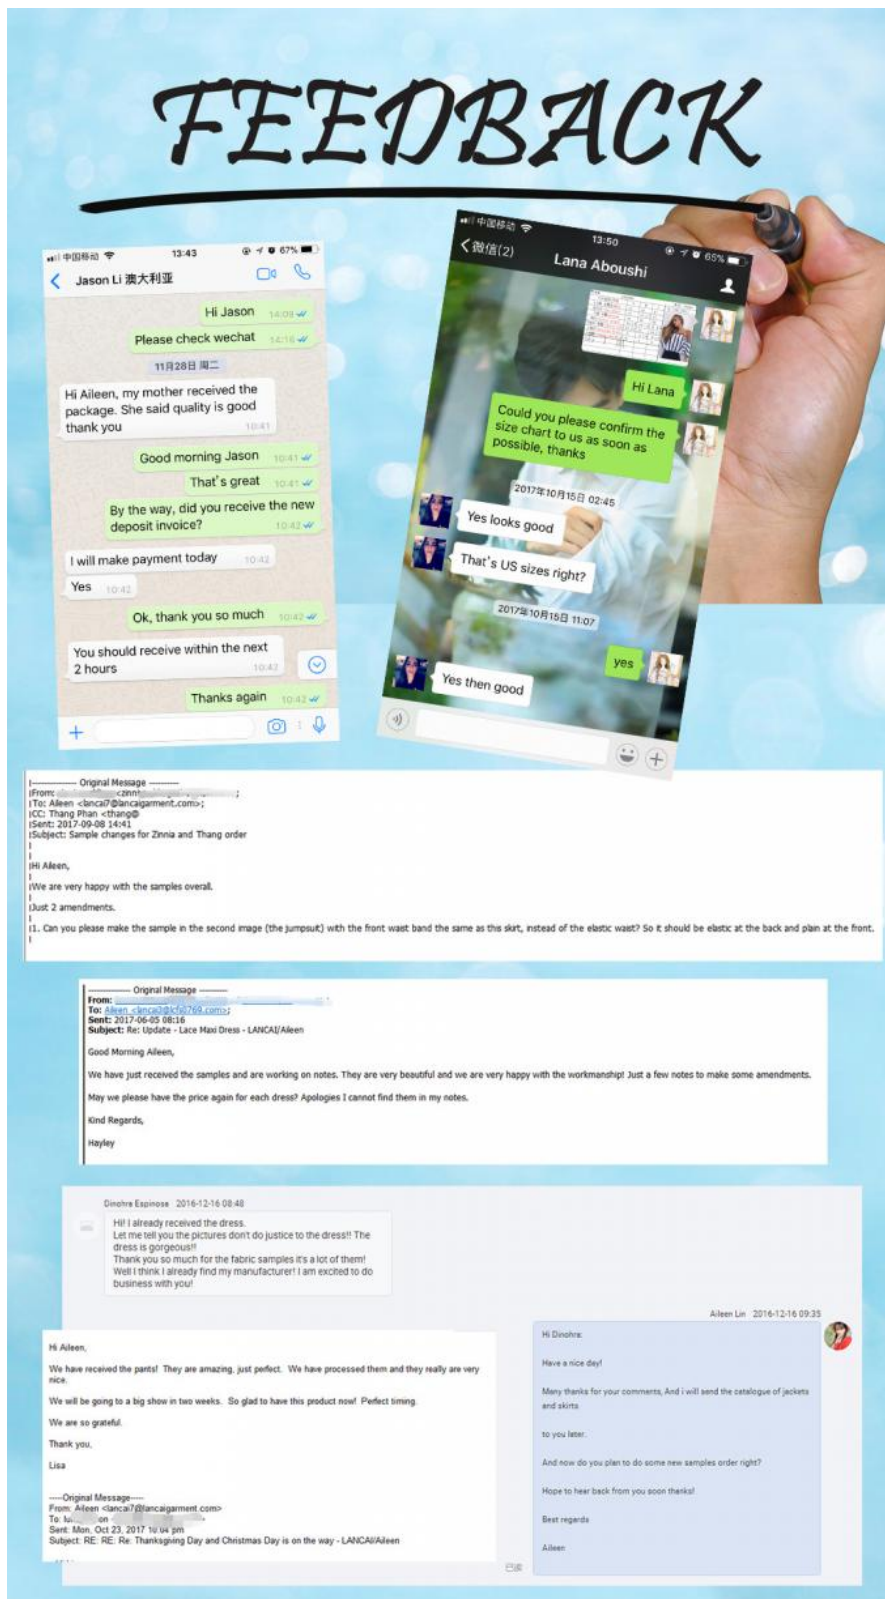 FEEDBACK
中国移动
13:43
67%
Jason Li 澳大利亚
Hi Jason
14:09
Please check wechat
14:16
11月28日 周二
Hi Aileen, my mother received the
package. She said quality is good
thank you
10:41
Good morning Jason
10:41
That's great
10:41
By the way, did you receive the new
deposit invoice?
10:42
I will make payment today
10:42
Yes
10:42
Ok, thank you so much
10:42
You should receive within the next
2 hours
10:42
Thanks again
10:42
中国移动
13:50
65%
微信(2)
Lana Aboushi
Hi Lana
Could you please confirm the
size chart to us as soon as
possible, thanks
2017年10月15日 02:45
Yes looks good
That's US sizes right?
2017年10月15日 11:07
yes
Yes then good
Original Message
From: <zinn ;
To: Aileen <lancai7@lancaigarment.com>;
CC: Thang Phan <thang@
Sent: 2017-09-08 14:41
Subject: Sample changes for Zinnia and Thang order
Hi Aileen,
We are very happy with the samples overall.
Just 2 amendments.
1. Can you please make the sample in the second image (the jumpsuit) with the front waist band the same as this skirt, instead of the elastic waist? So it should be elastic at the back and plain at the front.
Original Message
From:
To: Aileen <lancai3@lcfs0769.com>;
Sent: 2017-06-05 08:16
Subject: Re: Update - Lace Maxi Dress - LANCAI/Aileen
Good Morning Aileen,
We have just received the samples and are working on notes. They are very beautiful and we are very happy with the workmanship! Just a few notes to make some amendments.
May we please have the price again for each dress? Apologies I cannot find them in my notes.
Kind Regards,
Hayley
Dinohra Espinose 2016-12-16 08:48
Hi! I already received the dress.
Let me tell you the pictures don't do justice to the dress!! The
dress is gorgeous!!
Thank you so much for the fabric samples it's a lot of them!
Well I think I already find my manufacturer! I am excited to do
business with you!
Aileen Lin 2016-12-16 09:35
Hi Dinohra:
Have a nice day!
Many thanks for your comments, And i will send the catalogue of jackets
and skirts
to you later.
And now do you plan to do some new samples order right?
Hope to hear back from you soon thanks!
Best regards
Aileen
已读
Hi Aileen,
We have received the pants! They are amazing, just perfect. We have processed them and they really are very
nice.
We will be going to a big show in two weeks. So glad to have this product now! Perfect timing.
We are so grateful.
Thank you,
Lisa
-----Original Message-----
From: Aileen <lancai7@lancaigarment.com>
To: on
Sent: Mon, Oct 23, 2017 10:04 pm
Subject: RE: RE: Re: Thanksgiving Day and Christmas Day is on the way - LANCAI/Aileen